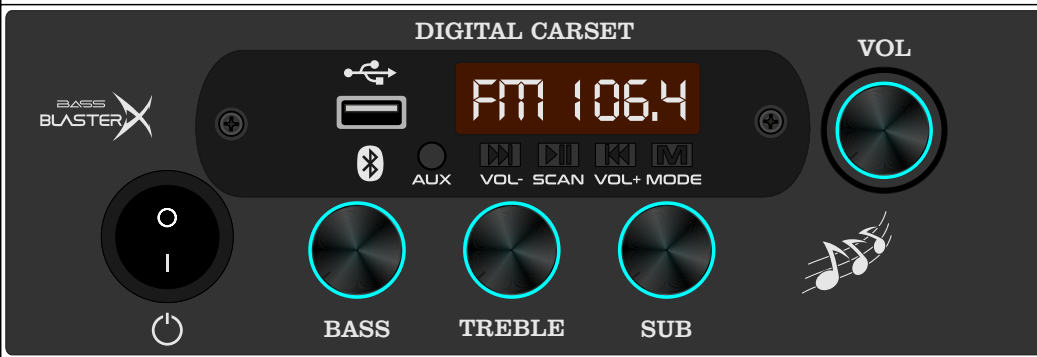 DIGITAL CARSET
VOL
FM 106.4
BASS
BLASTER X
AUX
VOL- SCAN VOL+ MODE
M
O
I
BASS TREBLE SUB